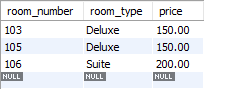 room_number room_type price
103 Deluxe 150.00
105 Deluxe 150.00
106 Suite 200.00
NULL NULL NULL